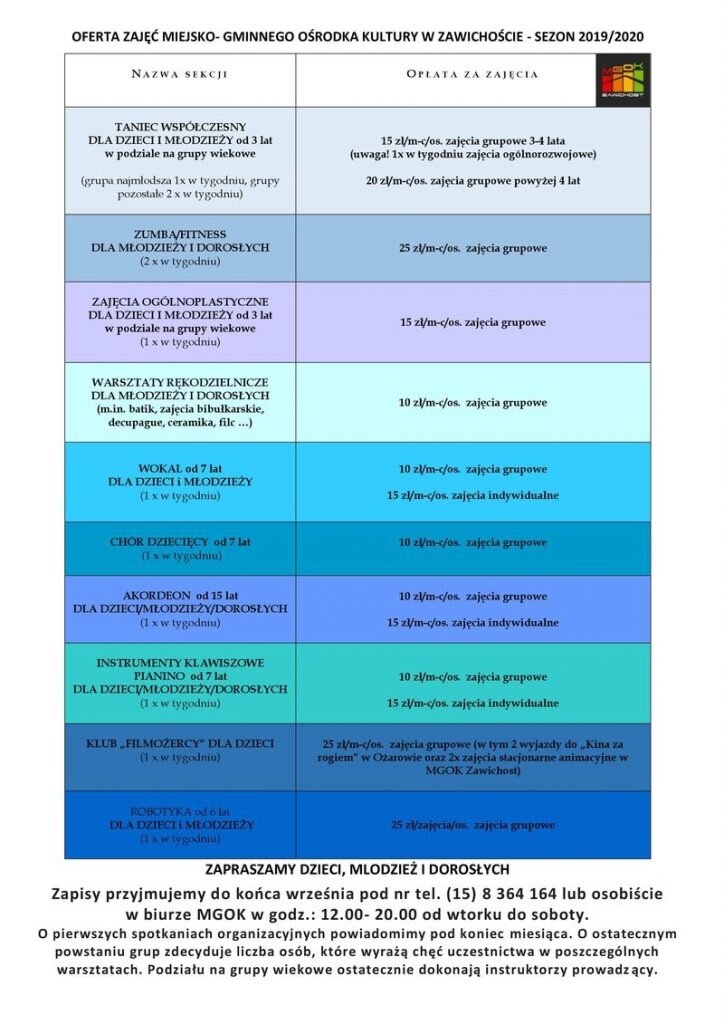 OFERTA ZAJĘĆ MIEJSKO- GMINNEGO OŚRODKA KULTURY W ZAWICHOŚCIE - SEZON 2019/2020
NAZWA SEKCJI
OPŁATA ZA ZAJĘCIA
MGOK
ZAWICHOST
TANIEC WSPÓŁCZESNY
DLA DZIECI I MŁODZIEŻY od 3 lat
w podziale na grupy wiekowe
(grupa najmłodsza 1x w tygodniu, grupy
pozostałe 2 x w tygodniu)
15 zł/m-c/os. zajęcia grupowe 3-4 lata
(uwaga! 1x w tygodniu zajęcia ogólnorozwojowe)
20 zł/m-c/os. zajęcia grupowe powyżej 4 lat
ZUMBA/FITNESS
DLA MŁODZIEŻY I DOROSŁYCH
(2 x w tygodniu)
25 zł/m-c/os. zajęcia grupowe
ZAJĘCIA OGÓLNOPLASTYCZNE
DLA DZIECI I MŁODZIEŻY od 3 lat
w podziale na grupy wiekowe
(1 x w tygodniu)
15 zł/m-c/os. zajęcia grupowe
WARSZTATY RĘKODZIELNICZE
DLA MŁODZIEŻY I DOROSŁYCH
(m.in. batik, zajęcia bibułkarskie,
decupague, ceramika, filc ...)
10 zł/m-c/os. zajęcia grupowe
WOKAL od 7 lat
DLA DZIECI i MŁODZIEŻY
(1 x w tygodniu)
10 zł/m-c/os. zajęcia grupowe
15 zł/m-c/os. zajęcia indywidualne
CHÓR DZIECIĘCY od 7 lat
(1 x w tygodniu)
10 zł/m-c/os. zajęcia grupowe
AKORDEON od 15 lat
DLA DZIECI/MŁODZIEŻY/DOROSŁYCH
(1 x w tygodniu)
10 zł/m-c/os. zajęcia grupowe
15 zł/m-c/os. zajęcia indywidualne
INSTRUMENTY KLAWISZOWE
PIANINO od 7 lat
DLA DZIECI/MŁODZIEŻY/DOROSŁYCH
(1 x w tygodniu)
10 zł/m-c/os. zajęcia grupowe
15 zł/m-c/os. zajęcia indywidualne
KLUB „FILMOŻERCY” DLA DZIECI
(1 x w tygodniu)
25 zł/m-c/os. zajęcia grupowe (w tym 2 wyjazdy do „Kina za
rogiem” w Ożarowie oraz 2x zajęcia stacjonarne animacyjne w
MGOK Zawichost)
ROBOTYKA od 6 lat
DLA DZIECI i MŁODZIEŻY
(1 x w tygodniu)
25 zł/zajęcia/os. zajęcia grupowe
ZAPRASZAMY DZIECI, MLODZIEŻ I DOROSŁYCH
Zapisy przyjmujemy do końca września pod nr tel. (15) 8 364 164 lub osobiście
w biurze MGOK w godz.: 12.00- 20.00 od wtorku do soboty.
O pierwszych spotkaniach organizacyjnych powiadomimy pod koniec miesiąca. O ostatecznym
powstaniu grup zdecyduje liczba osób, które wyrażą chęć uczestnictwa w poszczególnych
warsztatach. Podziału na grupy wiekowe ostatecznie dokonają instruktorzy prowadzący.